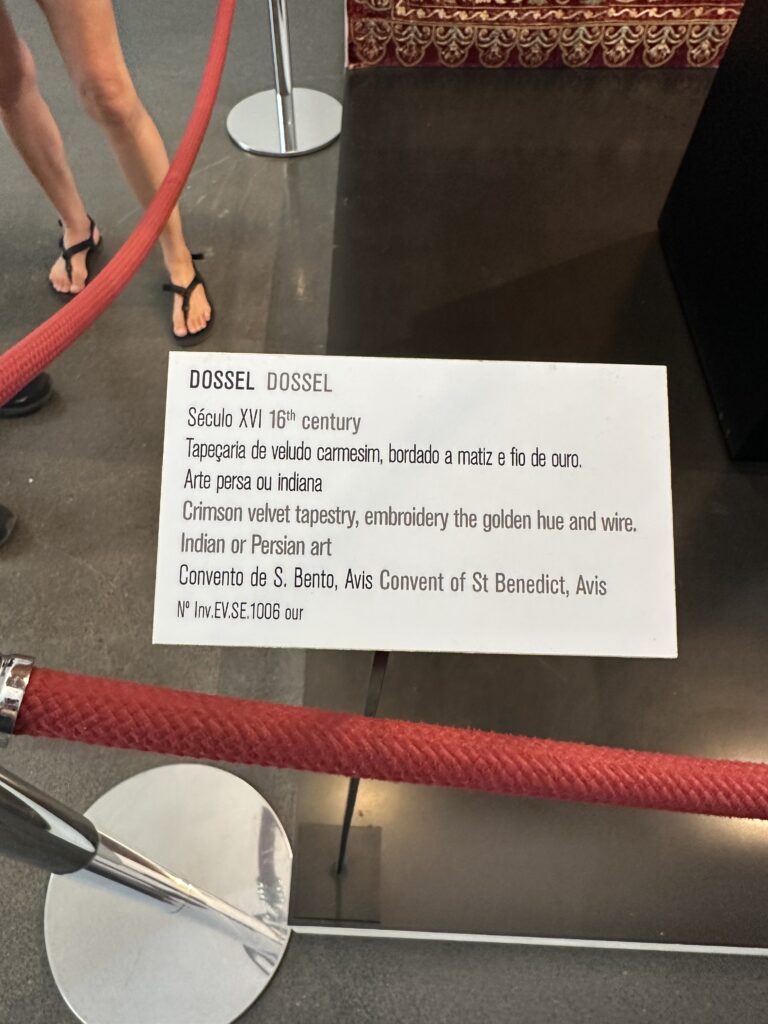 DOSSEL DOSSEL
Século XVI 16th century
Tapeçaria de veludo carmesim, bordado a matiz e fio de ouro.
Arte persa ou indiana
Crimson velvet tapestry, embroidery the golden hue and wire.
Indian or Persian art
Convento de S. Bento, Avis Convent of St Benedict, Avis
Nº Inv.EV.SE.1006 our